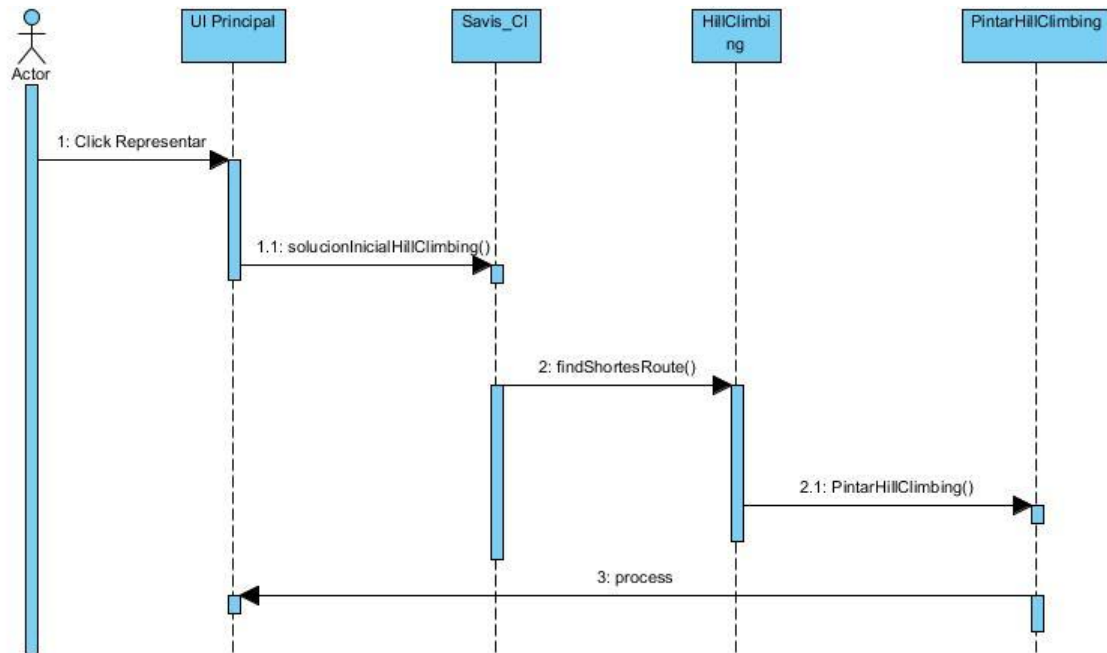 UI Principal
Savis_CI
HillClimbi
ng
PintarHillClimbing
Actor
1: Click Representar
1.1: solucionInicialHillClimbing()
2: findShortesRoute()
2.1: PintarHillClimbing()
3: process